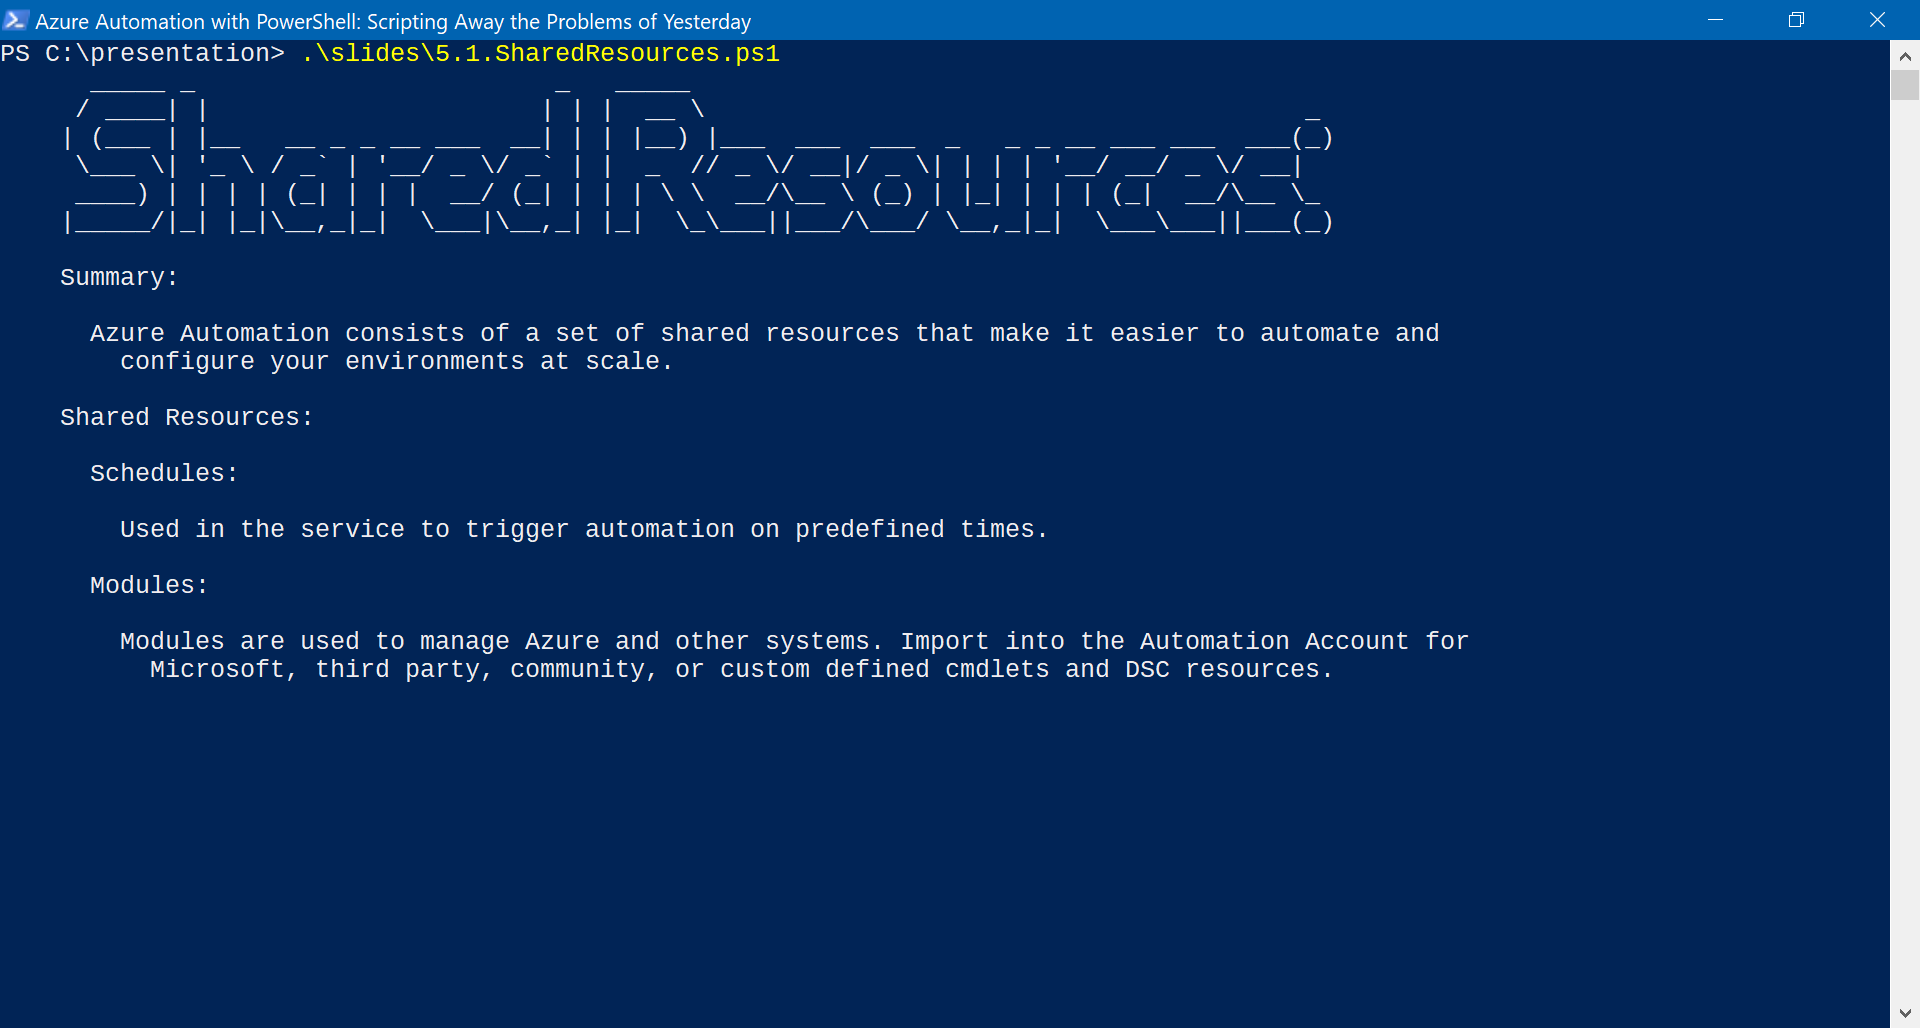 Azure Automation with PowerShell: Scripting Away the Problems of Yesterday
PS C:\presentation> .\slides\5.1.SharedResources.ps1
Shared Resources:
Summary:
Azure Automation consists of a set of shared resources that make it easier to automate and
configure your environments at scale.
Shared Resources:
Schedules:
Used in the service to trigger automation on predefined times.
Modules:
Modules are used to manage Azure and other systems. Import into the Automation Account for
Microsoft, third party, community, or custom defined cmdlets and DSC resources.